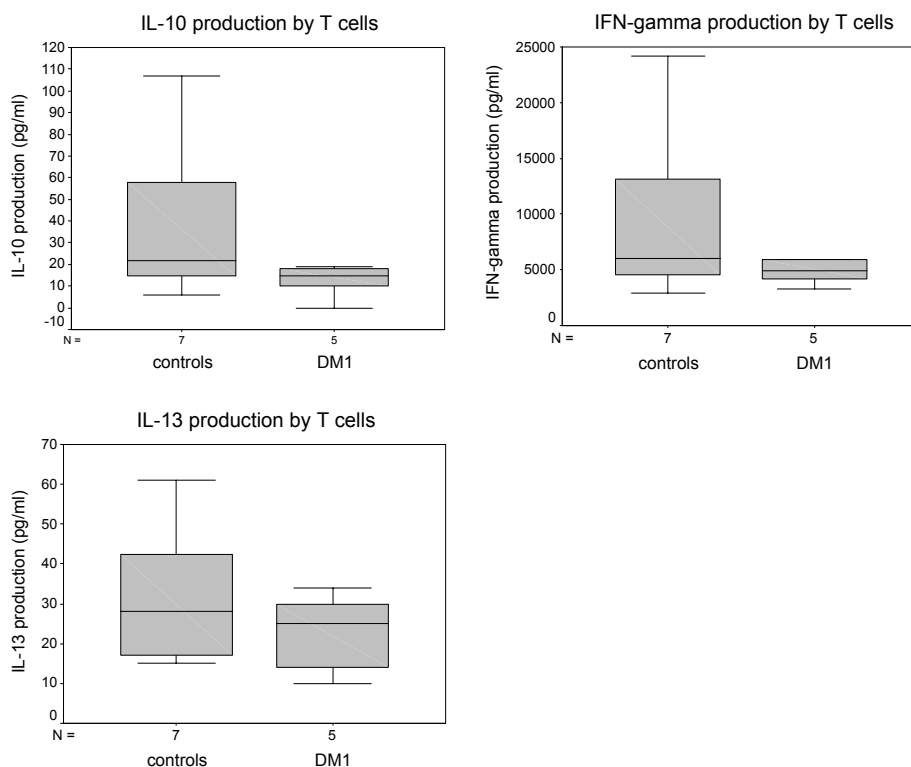 IL-10 production by T cells
IL-10 production (pg/ml)
120
110
100
90
80
70
60
50
40
30
20
10
0
-10
N = 7 5
controls DM1
IFN-gamma production by T cells
IFN-gamma production (pg/ml)
25000
20000
15000
10000
5000
0
N = 7 5
controls DM1
IL-13 production by T cells
IL-13 production (pg/ml)
70
60
50
40
30
20
10
0
N = 7 5
controls DM1